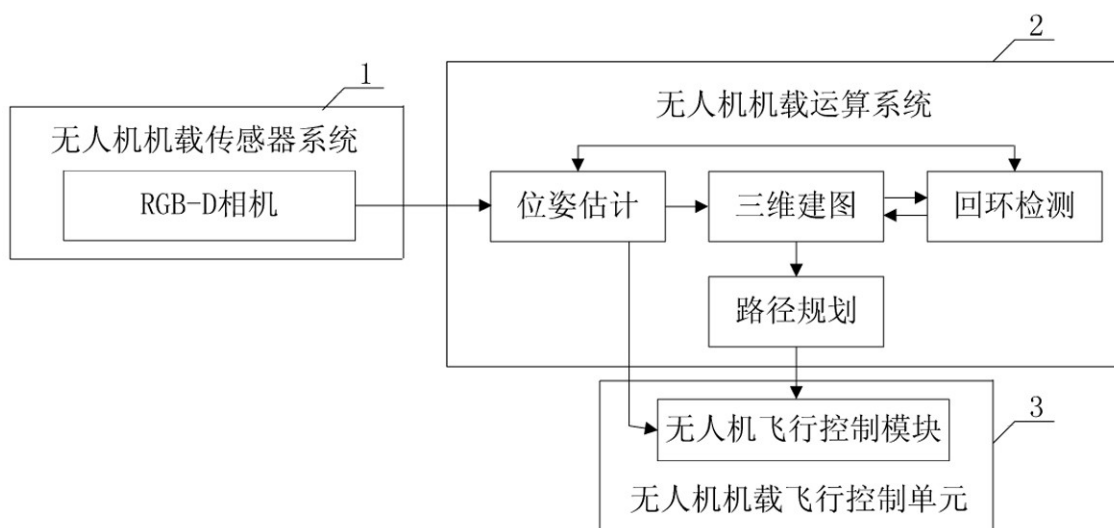 1
无人机机载传感器系统
RGB-D相机
2
无人机机载运算系统
位姿估计
三维建图
回环检测
路径规划
3
无人机飞行控制模块
无人机机载飞行控制单元